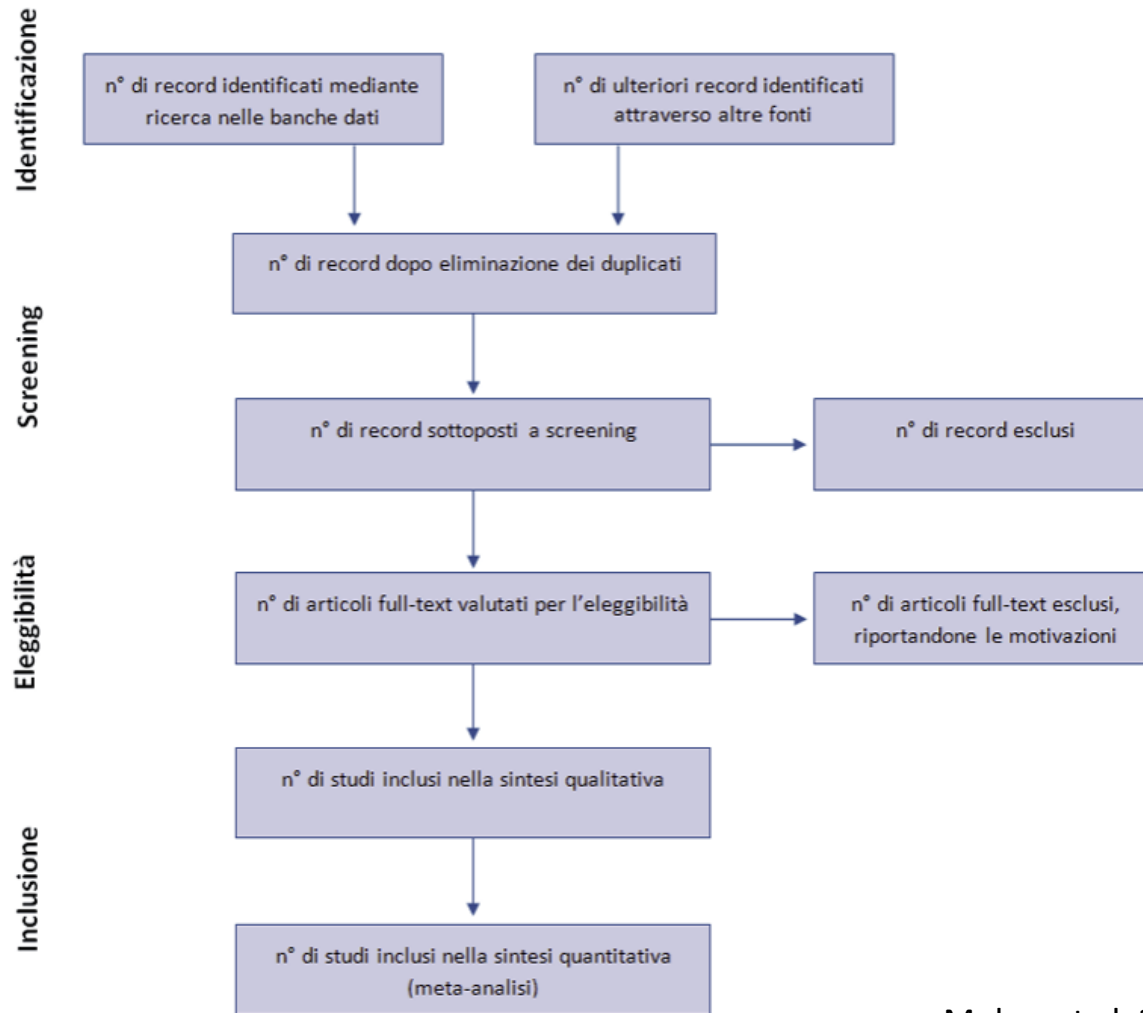 Identificazione
n° di record identificati mediante
ricerca nelle banche dati
n° di ulteriori record identificati
attraverso altre fonti
n° di record dopo eliminazione dei duplicati
Screening
n° di record sottoposti a screening
n° di record esclusi
Eleggibilità
n° di articoli full-text valutati per l'eleggibilità
n° di articoli full-text esclusi,
riportandone le motivazioni
n° di studi inclusi nella sintesi qualitativa
Inclusione
n° di studi inclusi nella sintesi quantitativa
(meta-analisi)